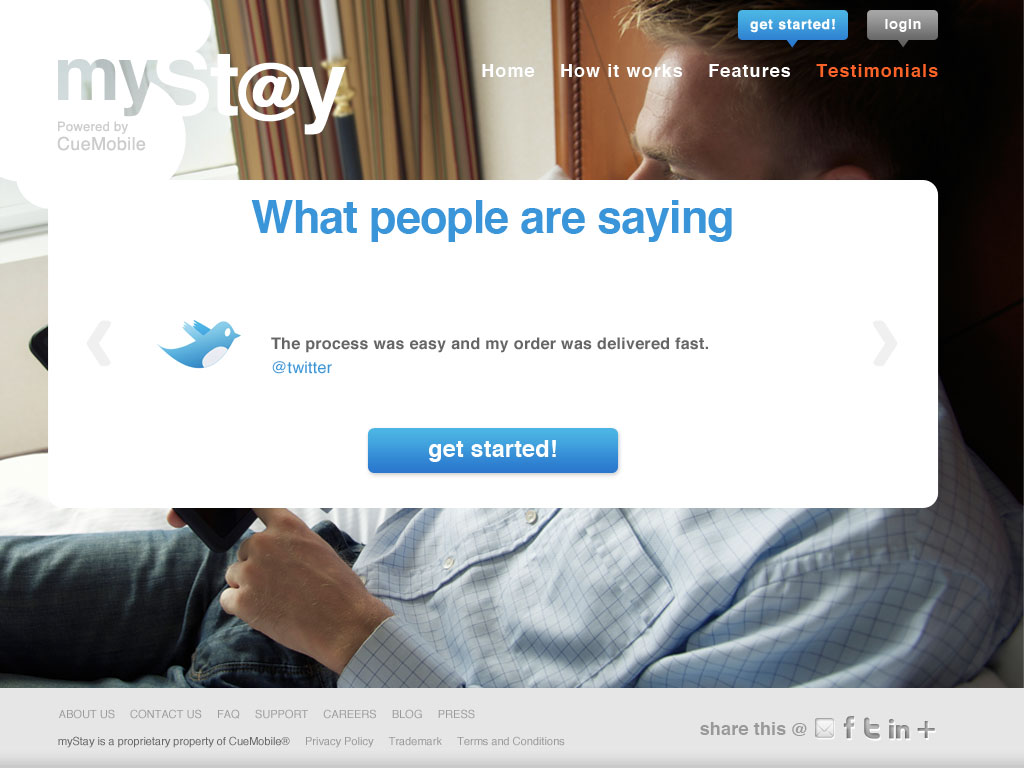 get started! login
mySt@y
Home How it works Features Testimonials
Powered by
CueMobile
What people are saying
The process was easy and my order was delivered fast.
@twitter
get started!
ABOUT US CONTACT US FAQ SUPPORT CAREERS BLOG PRESS
share this @
myStay is a proprietary property of CueMobile® Privacy Policy Trademark Terms and Conditions